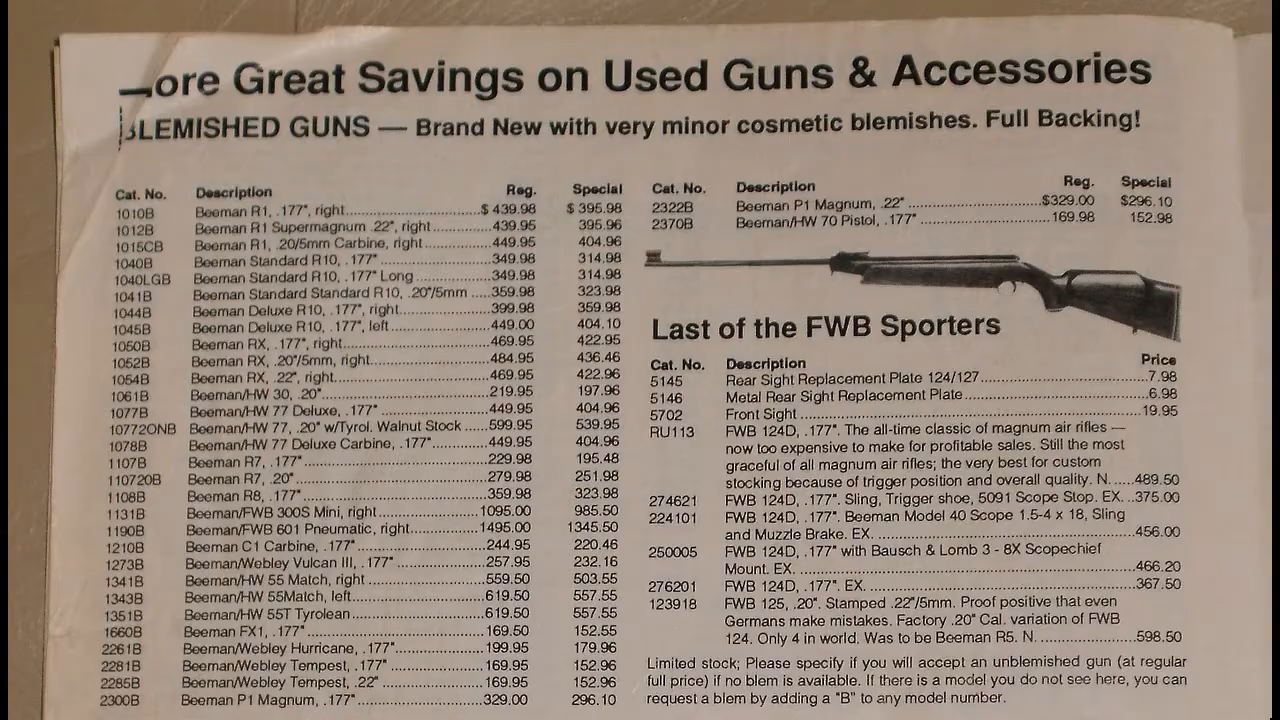 ore Great Savings on Used Guns & Accessories
BLEMISHED GUNS — Brand New with very minor cosmetic blemishes. Full Backing!
Cat. No. Description Reg. Special
1010B Beeman R1, .177", right $ 439.98 $ 395.98
1012B Beeman R1 Supermagnum .22", right 439.95 395.96
1015CB Beeman R1, .20/5mm Carbine, right 449.95 404.96
1040B Beeman Standard R10, .177" 349.98 314.98
1040LGB Beeman Standard R10, .177" Long 349.98 314.98
1041B Beeman Standard Standard R10, .20"/5mm 359.98 323.98
1044B Beeman Deluxe R10, .177", right 399.98 359.98
1045B Beeman Deluxe R10, .177", left 449.00 404.10
1050B Beeman RX, .177", right 469.95 422.95
1052B Beeman RX, .20"/5mm, right 484.95 436.46
1054B Beeman RX, .22", right 469.95 422.96
1061B Beeman/HW 30, .20" 219.95 197.96
1077B Beeman/HW 77 Deluxe, .177" 449.95 404.96
10772ONB Beeman/HW 77, .20" w/Tyrol. Walnut Stock 599.95 539.95
1078B Beeman/HW 77 Deluxe Carbine, .177" 449.95 404.96
1107B Beeman R7, .177" 229.98 195.48
110720B Beeman R7, .20" 279.98 251.98
1108B Beeman R8, .177" 359.98 323.98
1131B Beeman/FWB 300S Mini, right 1095.00 985.50
1190B Beeman/FWB 601 Pneumatic, right 1495.00 1345.50
1210B Beeman C1 Carbine, .177" 244.95 220.46
1273B Beeman/Webley Vulcan III, .177" 257.95 232.16
1341B Beeman/HW 55 Match, right 559.50 503.55
1343B Beeman/HW 55Match, left 619.50 557.55
1351B Beeman/HW 55T Tyrolean 619.50 557.55
1660B Beeman FX1, .177" 169.50 152.55
2261B Beeman/Webley Hurricane, .177" 199.95 179.96
2281B Beeman/Webley Tempest, .177" 169.95 152.96
2285B Beeman/Webley Tempest, .22" 169.95 152.96
2300B Beeman P1 Magnum, .177" 329.00 296.10
Cat. No. Description Reg. Special
2322B Beeman P1 Magnum, .22" $329.00 $296.10
2370B Beeman/HW 70 Pistol, .177" 169.98 152.98
Last of the FWB Sporters
Cat. No. Description Price
5145 Rear Sight Replacement Plate 124/127 7.98
5146 Metal Rear Sight Replacement Plate 6.98
5702 Front Sight 19.95
RU113 FWB 124D, .177". The all-time classic of magnum air rifles —
now too expensive to make for profitable sales. Still the most
graceful of all magnum air rifles; the very best for custom
stocking because of trigger position and overall quality. N. 489.50
274621 FWB 124D, .177". Sling, Trigger shoe, 5091 Scope Stop. EX. 375.00
224101 FWB 124D, .177". Beeman Model 40 Scope 1.5-4 x 18, Sling
and Muzzle Brake. EX. 456.00
250005 FWB 124D, .177" with Bausch & Lomb 3 - 8X Scopechief
Mount. EX. 466.20
276201 FWB 124D, .177". EX. 367.50
123918 FWB 125, .20". Stamped .22"/5mm. Proof positive that even
Germans make mistakes. Factory .20" Cal. variation of FWB
124. Only 4 in world. Was to be Beeman R5. N. 598.50
Limited stock; Please specify if you will accept an unblemished gun (at regular
full price) if no blem is available. If there is a model you do not see here, you can
request a blem by adding a "B" to any model number.